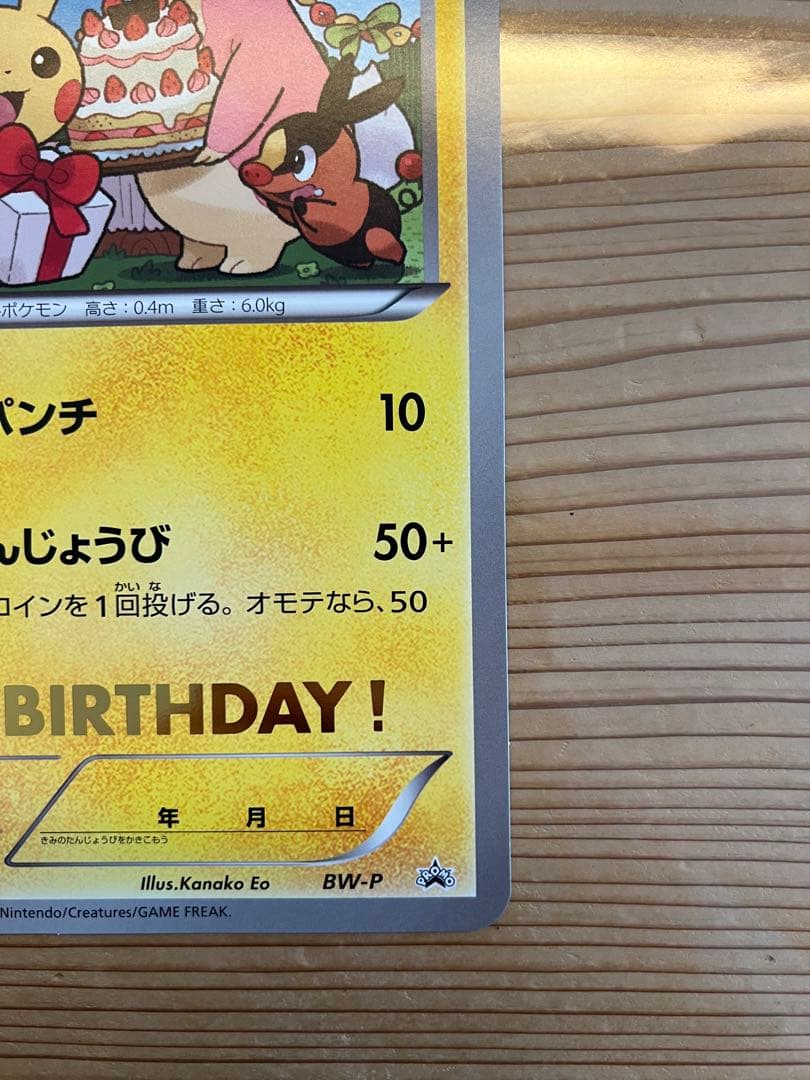 ポケモン 高さ：0.4m 重さ：6.0kg
パンチ 10
んじょうび 50+
コインを1回投げる。オモテなら、50
かい な
BIRTHDAY!
年 月 日
きみのたんじょうびをかきこもう
Illus.Kanako Eo BW-P PROMO
Nintendo/Creatures/GAME FREAK.